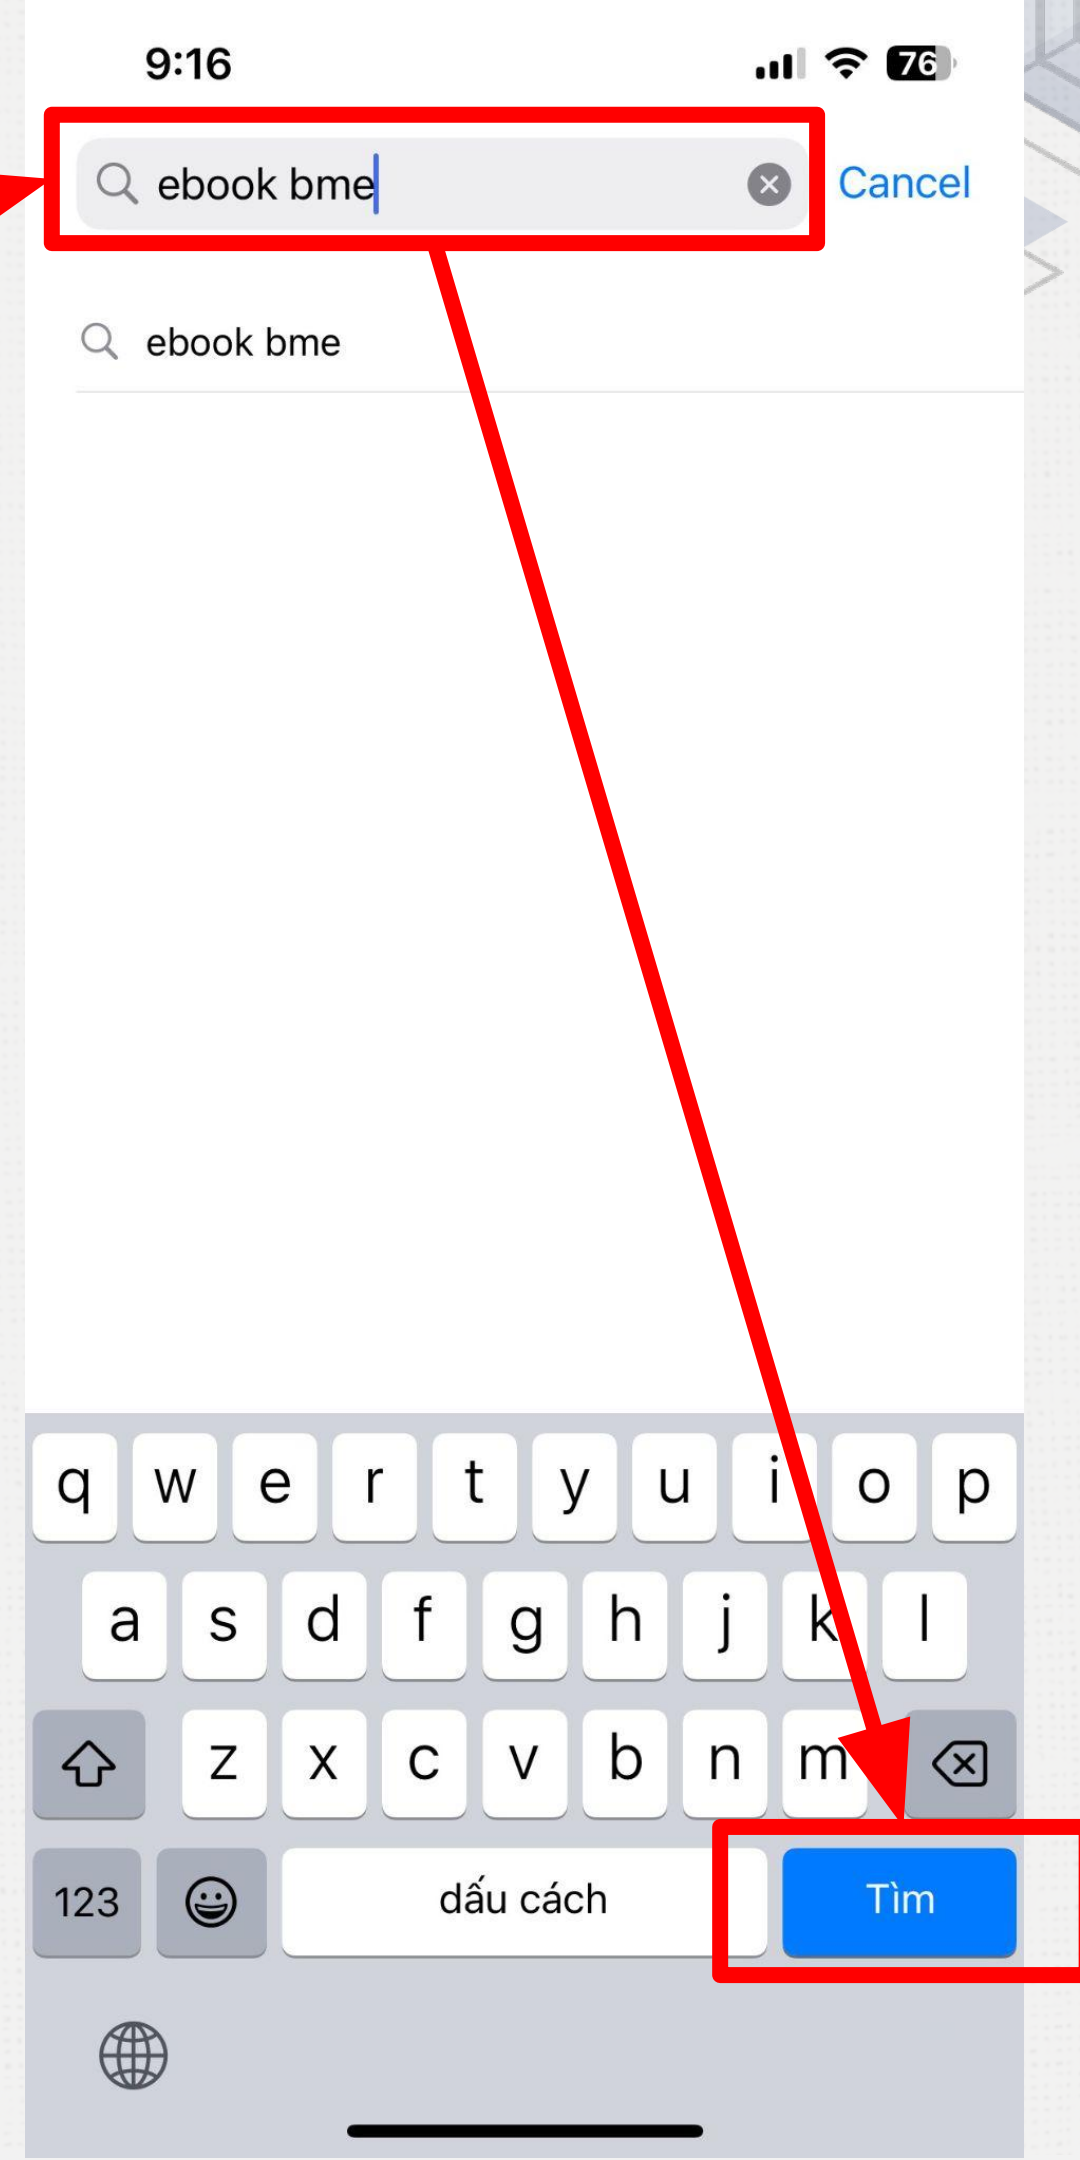 9:16 76
ebook bme Cancel
ebook bme
q w e r t y u i o p
a s d f g h j k l
z x c v b n m
123 dấu cách Tìm